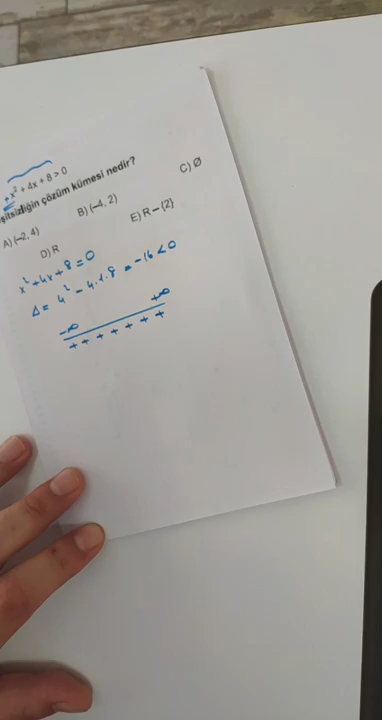 +x² + 4x + 8 > 0
şitsizliğin çözüm kümesi nedir?
A) (-2, 4)
B) (-4, 2)
C) Ø
D) R
E) R - {2}
x² + 4x + 8 = 0
Δ = 4² - 4.1.8 = -16 < 0
-∞ +∞
+ + + + + + +